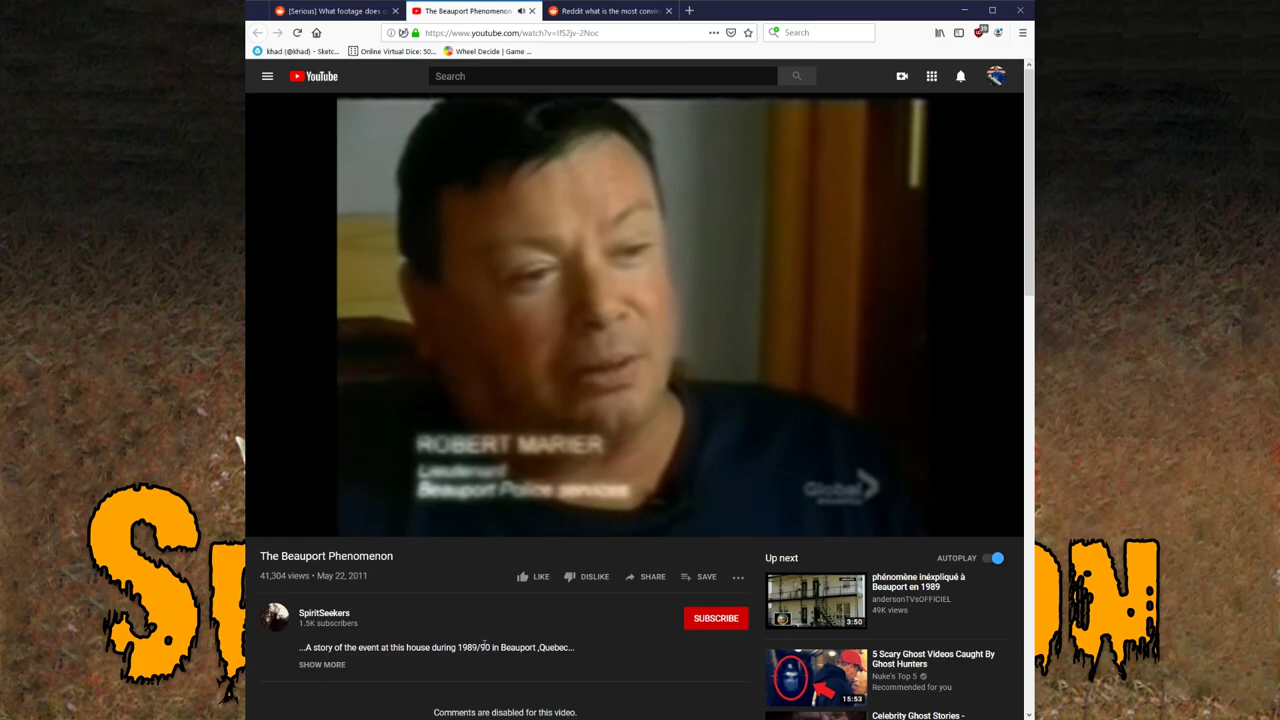 [Serious] What footage does c
The Beauport Phenomenon
Reddit what is the most convin
https://www.youtube.com/watch?v=IfS2jv-2Noc
Search
35
khad (@khad) - Sketc...
Online Virtual Dice: 50...
Wheel Decide | Game ...
YouTube
Search
ROBERT MARIER
Lieutenant
Beauport Police services
Global
The Beauport Phenomenon
41,304 views • May 22, 2011
LIKE
DISLIKE
SHARE
SAVE
SpiritSeekers
1.5K subscribers
SUBSCRIBE
...A story of the event at this house during 1989/90 in Beauport ,Quebec...
SHOW MORE
Comments are disabled for this video.
Up next
AUTOPLAY
phénomène inéxpliqué à
Beauport en 1989
andersonTVsOFFICIEL
49K views
3:50
5 Scary Ghost Videos Caught By
Ghost Hunters
Nuke's Top 5
Recommended for you
15:53
Celebrity Ghost Stories -